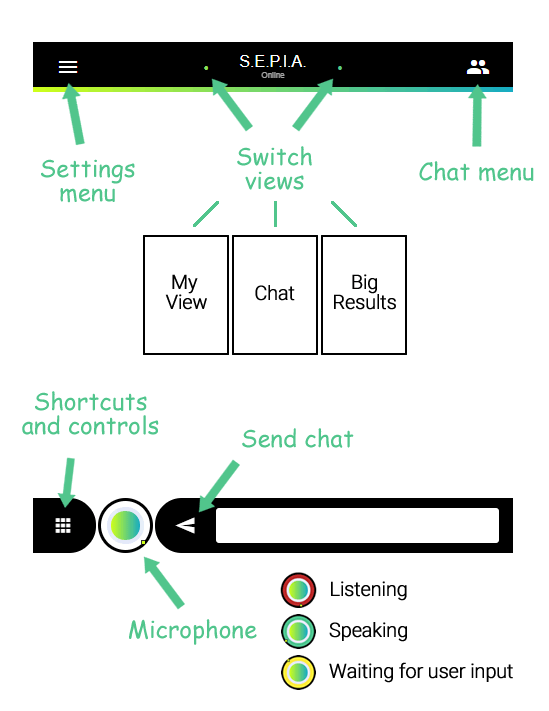 S.E.P.I.A.
Online
Settings
menu
Switch
views
Chat menu
My
View
Chat
Big
Results
Shortcuts
and controls
Send chat
Microphone
Listening
Speaking
Waiting for user input